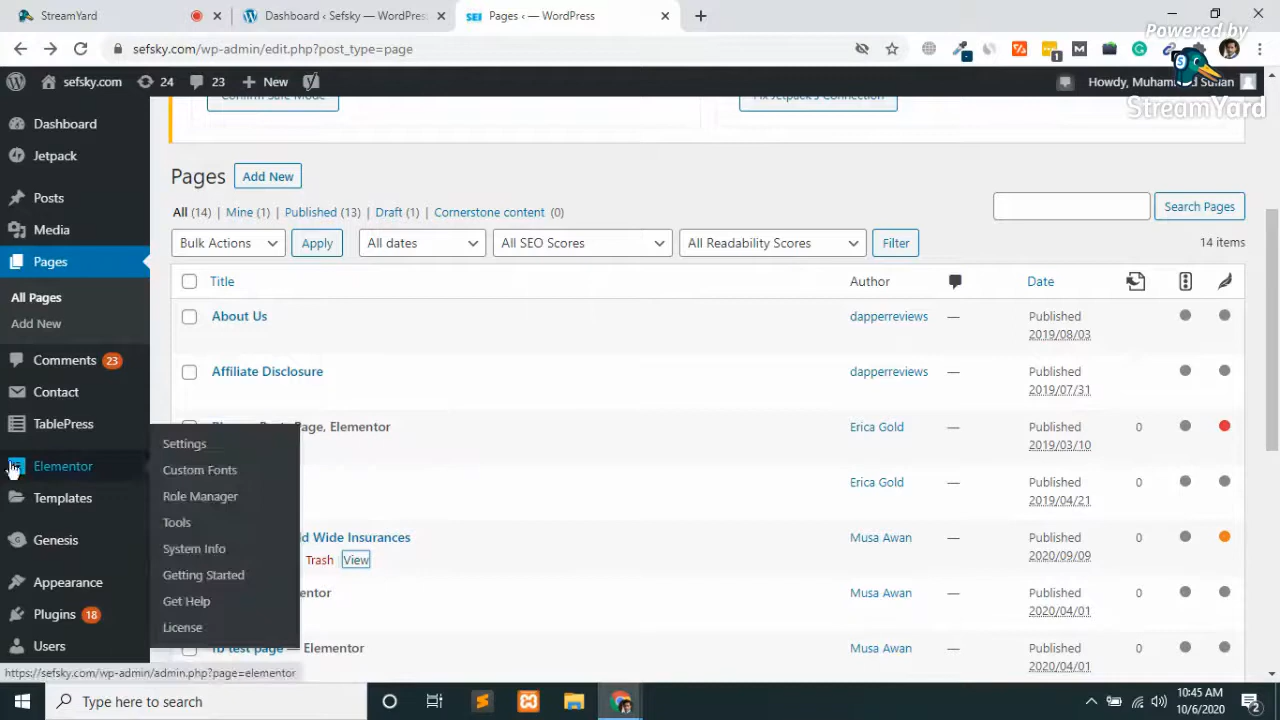 StreamYard
Dashboard ‹ Sefsky — WordPres
Pages ‹ — WordPress
Powered by
sefsky.com/wp-admin/edit.php?post_type=page
sefsky.com
24
23
New
Howdy, Muhammad Sufian
StreamYard
Dashboard
Jetpack
Posts
Media
Pages
All Pages
Add New
Comments 23
Contact
TablePress
Elementor
Templates
Genesis
Appearance
Plugins 18
Users
Settings
Custom Fonts
Role Manager
Tools
System Info
Getting Started
Get Help
License
Confirm Safe Mode
Fix Jetpack's Connection
Pages Add New
All (14) | Mine (1) | Published (13) | Draft (1) | Cornerstone content (0)
Search Pages
Bulk Actions Apply All dates All SEO Scores All Readability Scores Filter
14 items
Title Author Date
About Us dapperreviews — Published
2019/08/03
Affiliate Disclosure dapperreviews — Published
2019/07/31
Page, Elementor Erica Gold — Published 0
2019/03/10
Erica Gold — Published 0
2019/04/21
d Wide Insurances Musa Awan — Published 0
Trash View 2020/09/09
ntor Musa Awan — Published 0
2020/04/01
fb test page — Elementor Musa Awan — Published 0
2020/04/01
https://sefsky.com/wp-admin/admin.php?page=elementor
Type here to search
10:45 AM
10/6/2020
2